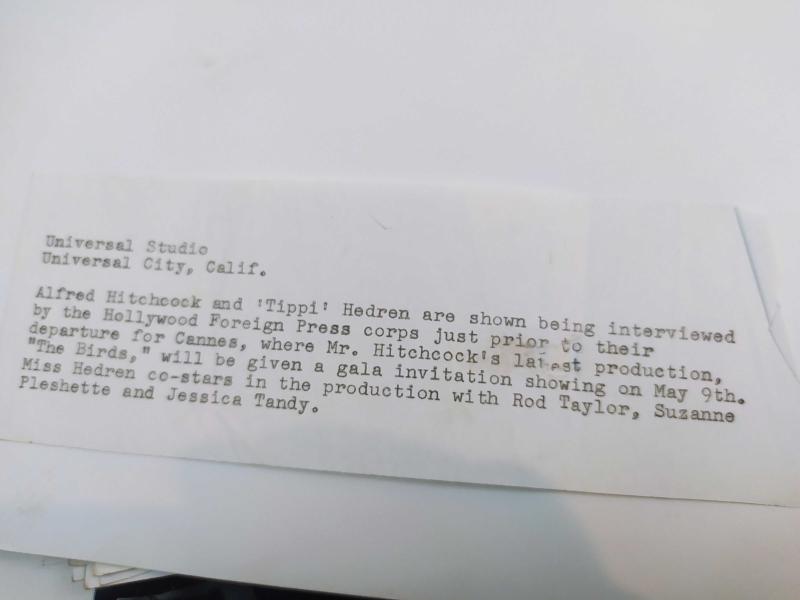 Universal Studio
Universal City, Calif.
Alfred Hitchcock and 'Tippi' Hedren are shown being interviewed
by the Hollywood Foreign Press corps just prior to their
departure for Cannes, where Mr. Hitchcock's latest production,
"The Birds," will be given a gala invitation showing on May 9th.
Miss Hedren co-stars in the production with Rod Taylor, Suzanne
Pleshette and Jessica Tandy.